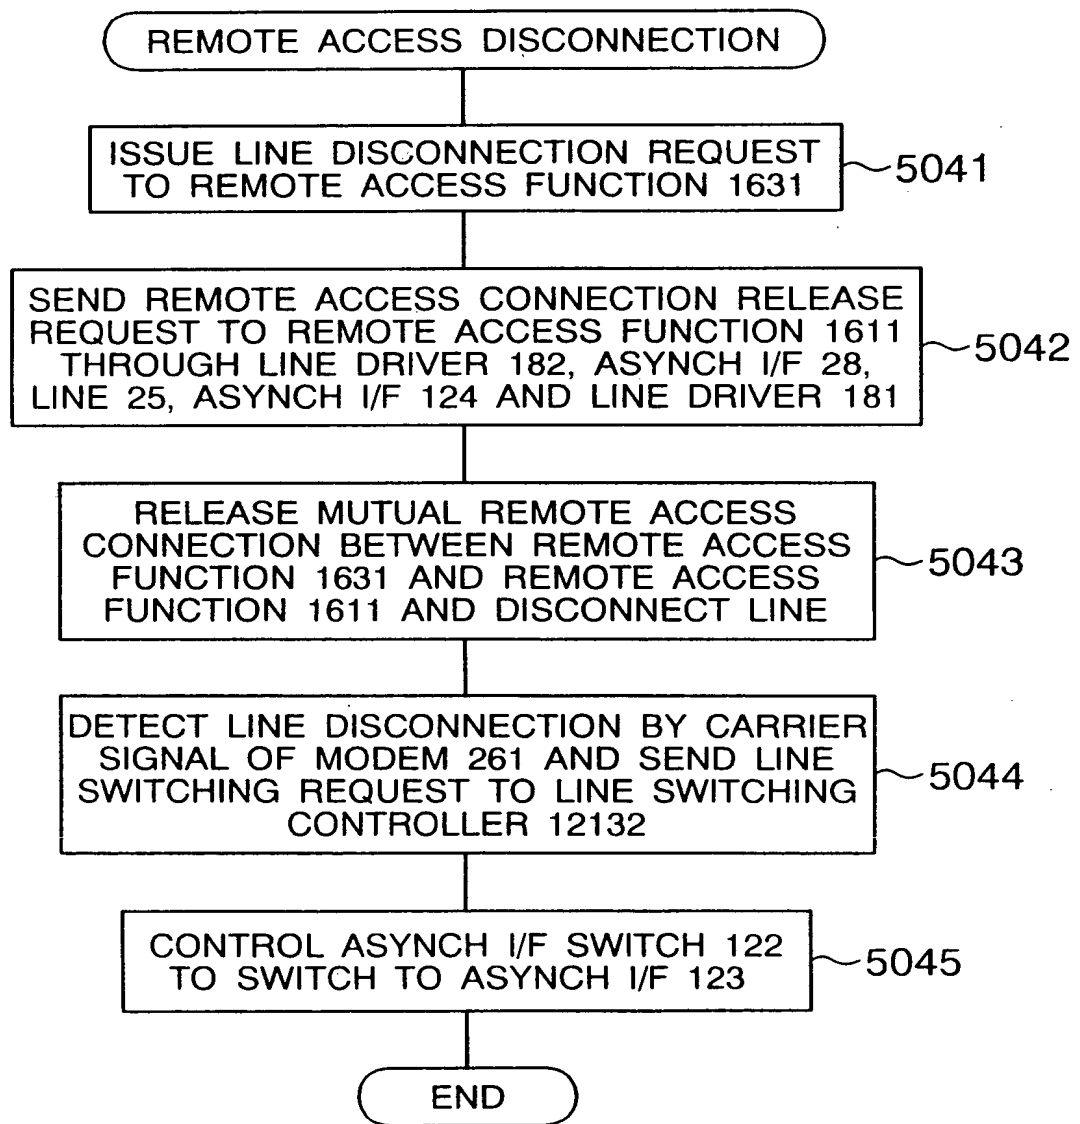 REMOTE ACCESS DISCONNECTION
ISSUE LINE DISCONNECTION REQUEST
TO REMOTE ACCESS FUNCTION 1631
5041
SEND REMOTE ACCESS CONNECTION RELEASE
REQUEST TO REMOTE ACCESS FUNCTION 1611
THROUGH LINE DRIVER 182, ASYNCH I/F 28,
LINE 25, ASYNCH I/F 124 AND LINE DRIVER 181
5042
RELEASE MUTUAL REMOTE ACCESS
CONNECTION BETWEEN REMOTE ACCESS
FUNCTION 1631 AND REMOTE ACCESS
FUNCTION 1611 AND DISCONNECT LINE
5043
DETECT LINE DISCONNECTION BY CARRIER
SIGNAL OF MODEM 261 AND SEND LINE
SWITCHING REQUEST TO LINE SWITCHING
CONTROLLER 12132
5044
CONTROL ASYNCH I/F SWITCH 122
TO SWITCH TO ASYNCH I/F 123
5045
END